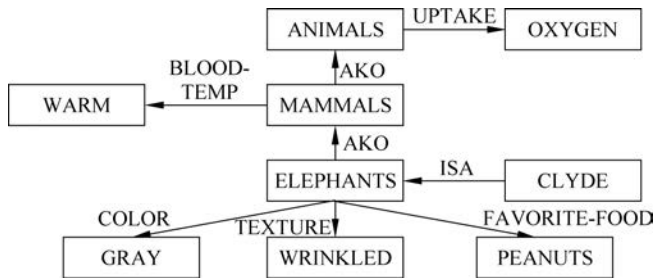 ANIMALS UPTAKE OXYGEN
BLOOD-
TEMP AKO
WARM MAMMALS
AKO
ELEPHANTS ISA CLYDE
COLOR TEXTURE FAVORITE-FOOD
GRAY WRINKLED PEANUTS